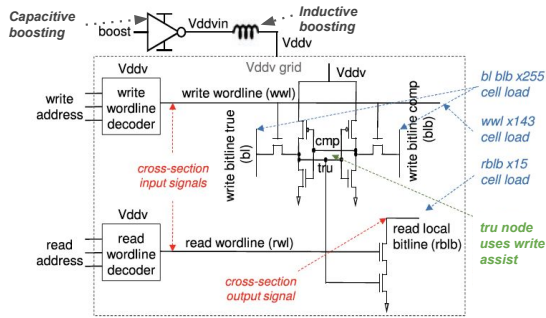 Capacitive
boosting
boost
Vddvin
Inductive
boosting
Vddv
Vddv grid
Vddv
Vddv
write
address
write
wordline
decoder
write wordline (wwl)
write bitline true
(bl)
cmp
tru
write bitline comp
(blb)
bl blb x255
cell load
wwl x143
cell load
rblb x15
cell load
cross-section
input signals
Vddv
read
address
read
wordline
decoder
read wordline (rwl)
read local
bitline (rblb)
tru node
uses write
assist
cross-section
output signal